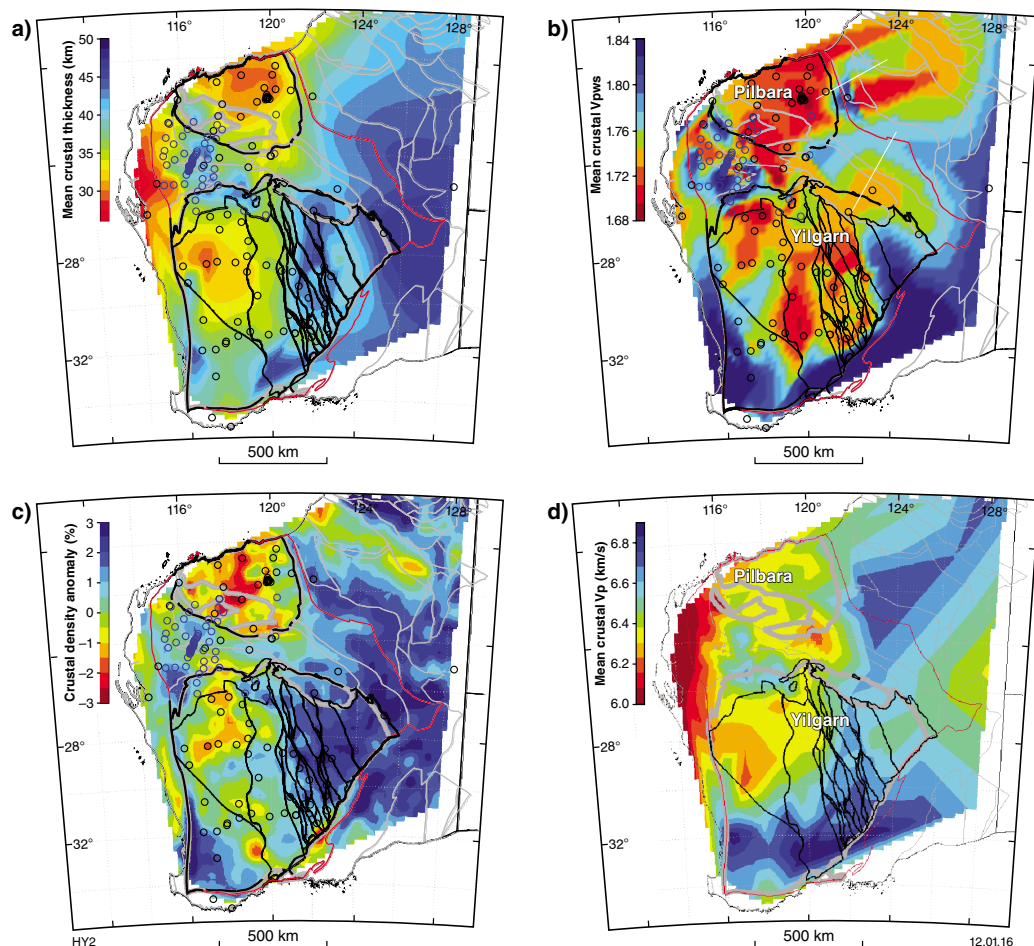 a)
116° 120° 124° 128°
Mean crustal thickness (km)
50
45
40
35
30
28°
32°
500 km
b)
116° 120° 124° 128°
Mean crustal Vpws
1.84
1.80
1.76
1.72
1.68
Pilbara
Yilgarn
28°
32°
500 km
c)
116° 120° 124° 128°
Crustal density anomaly (%)
3
2
1
0
–1
–2
–3
28°
32°
500 km
HY2
d)
116° 120° 124° 128°
Mean crustal Vp (km/s)
6.8
6.6
6.4
6.2
6.0
Pilbara
Yilgarn
28°
32°
500 km
12.01.16